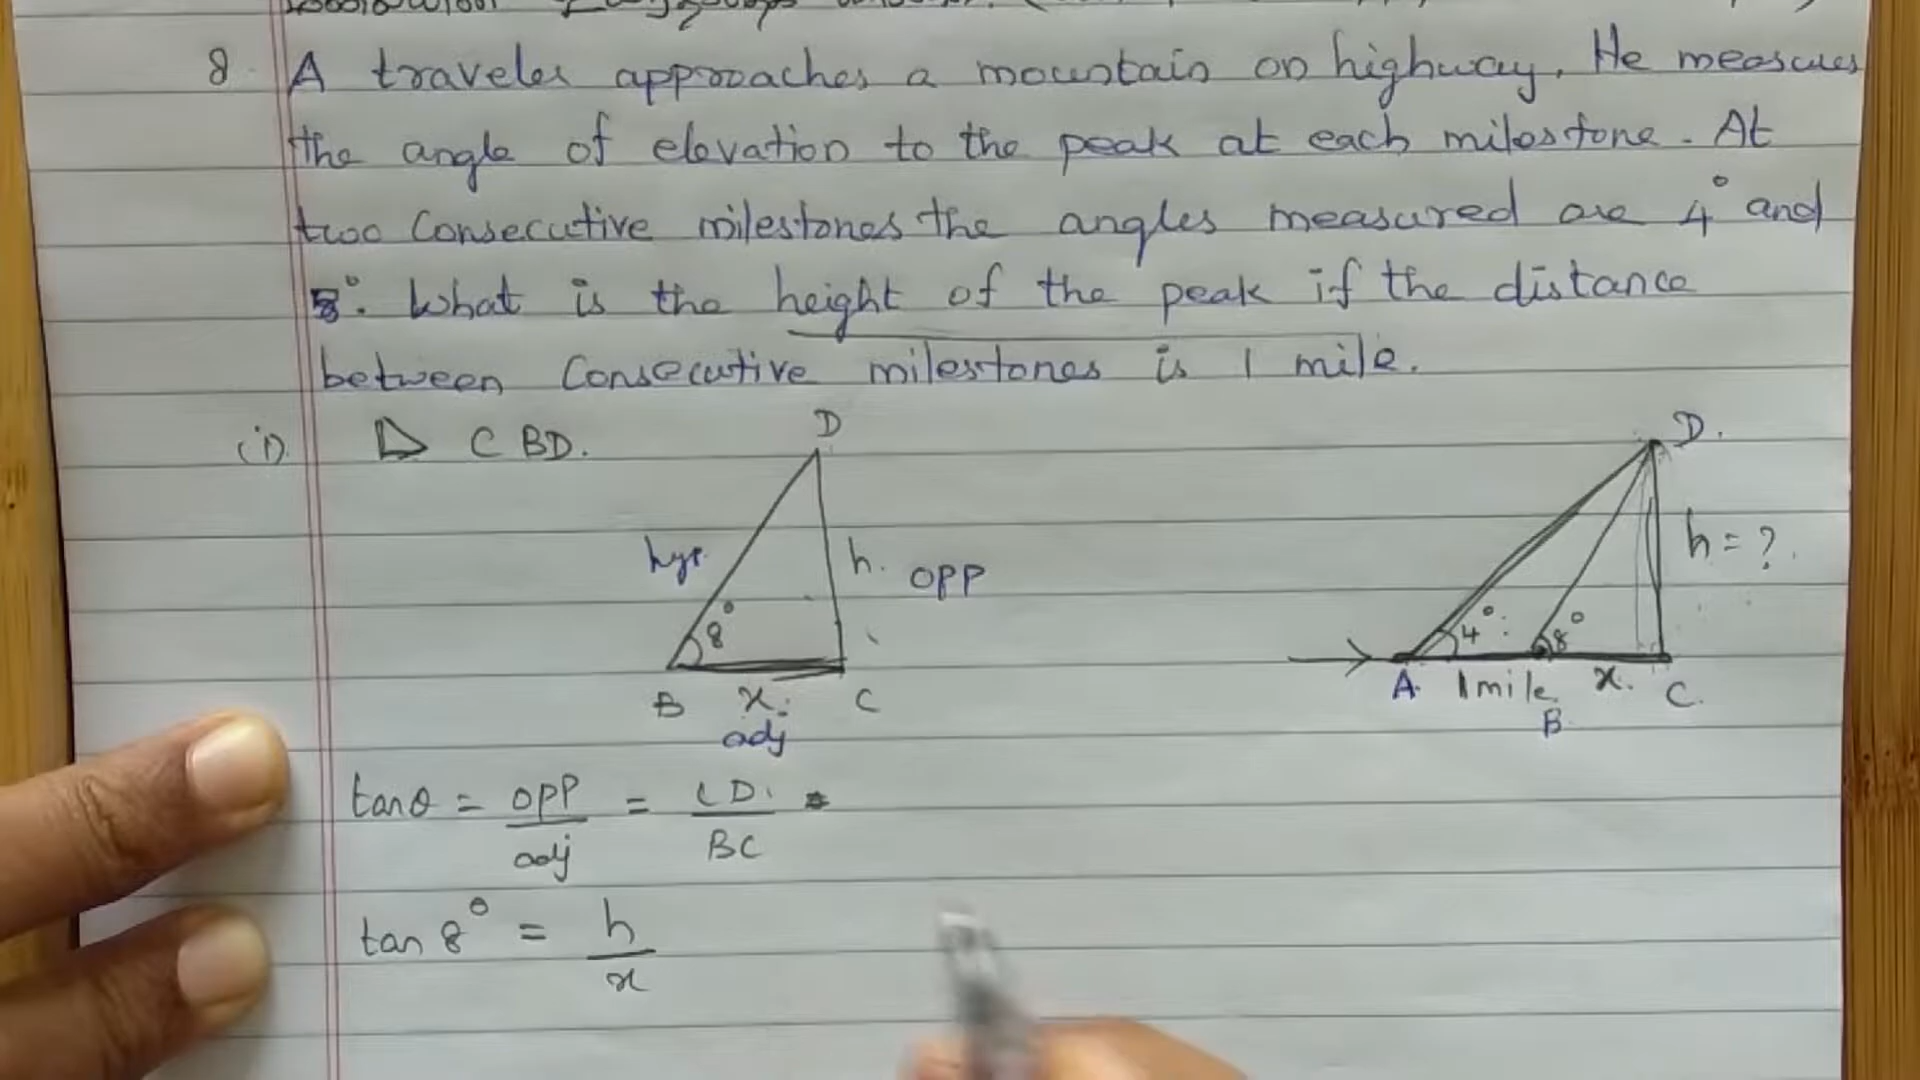 8. A traveler approaches a mountain on highway. He measures
the angle of elevation to the peak at each milestone. At
two Consecutive milestones the angles measured are 4° and
8°. What is the height of the peak if the distance
between Consecutive milestones is 1 mile.
(i) ▷ CBD.
D
hyp.
h. OPP
8°
B x: C
adj
D.
h = ?
4° 8°
A. 1 mile x. C.
B
tanθ = OPP / adj = CD / BC =
tan 8° = h / x